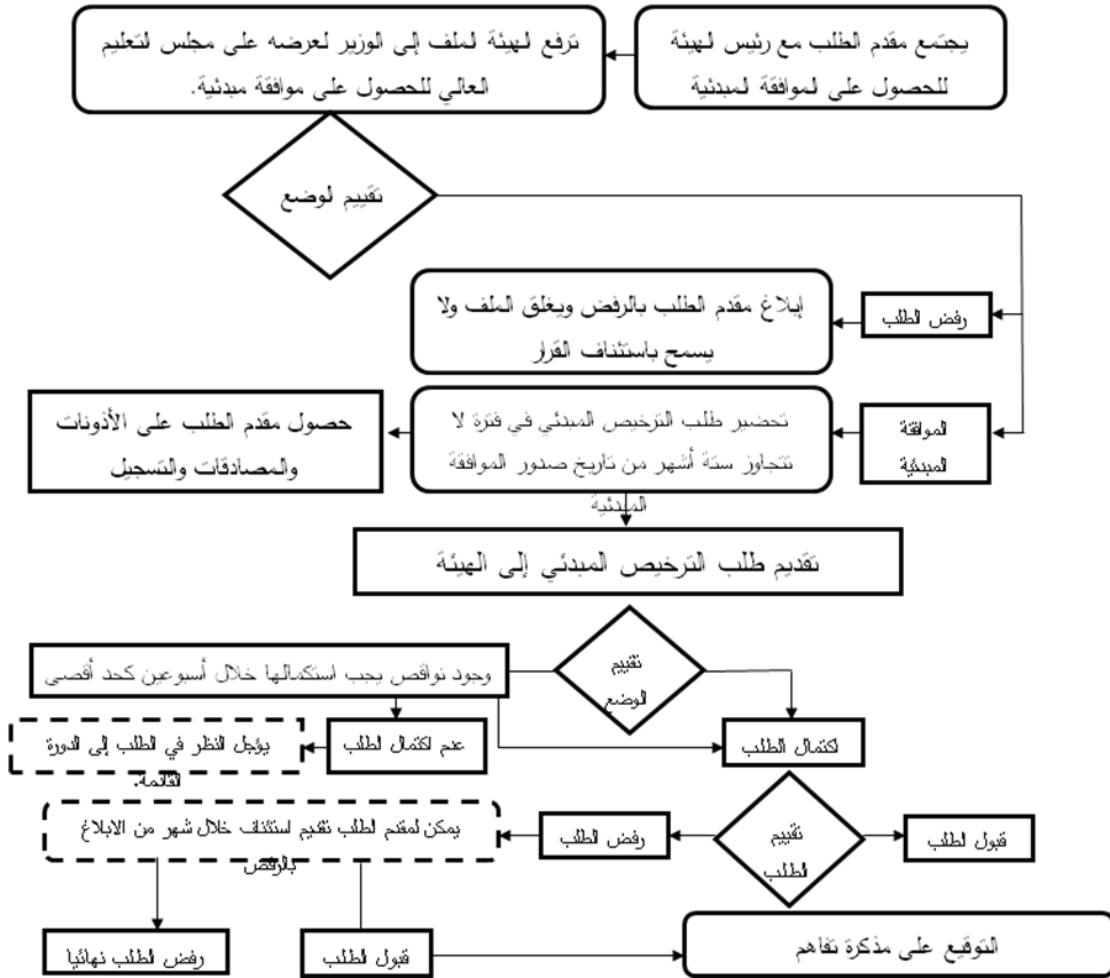 يجتمع مقدم الطلب مع رئيس الهيئة
للحصول على الموافقة المبدئية
ترفع الهيئة الملف إلى الوزير لعرضه على مجلس التعليم
العالي للحصول على موافقة مبدئية.
تقييم الوضع
رفض الطلب
إبلاغ مقدم الطلب بالرفض ويغلق الملف ولا
يسمح باستئناف القرار
الموافقة
المبدئية
تحضير طلب الترخيص المبدئي في فترة لا
تتجاوز ستة أشهر من تاريخ صدور الموافقة
المبدئية
حصول مقدم الطلب على الأذونات
والمصادقات والتسجيل
تقديم طلب الترخيص المبدئي إلى الهيئة
تقييم
الوضع
وجود نواقص يجب استكمالها خلال أسبوعين كحد أقصى
اكتمال الطلب
عدم اكتمال الطلب
يؤجل النظر في الطلب إلى الدورة
القائمة.
تقييم
الطلب
قبول الطلب
رفض الطلب
يمكن لمقدم الطلب تقديم استئناف خلال شهر من الابلاغ
بالرفض
رفض الطلب نهائيا
قبول الطلب
التوقيع على مذكرة تفاهم